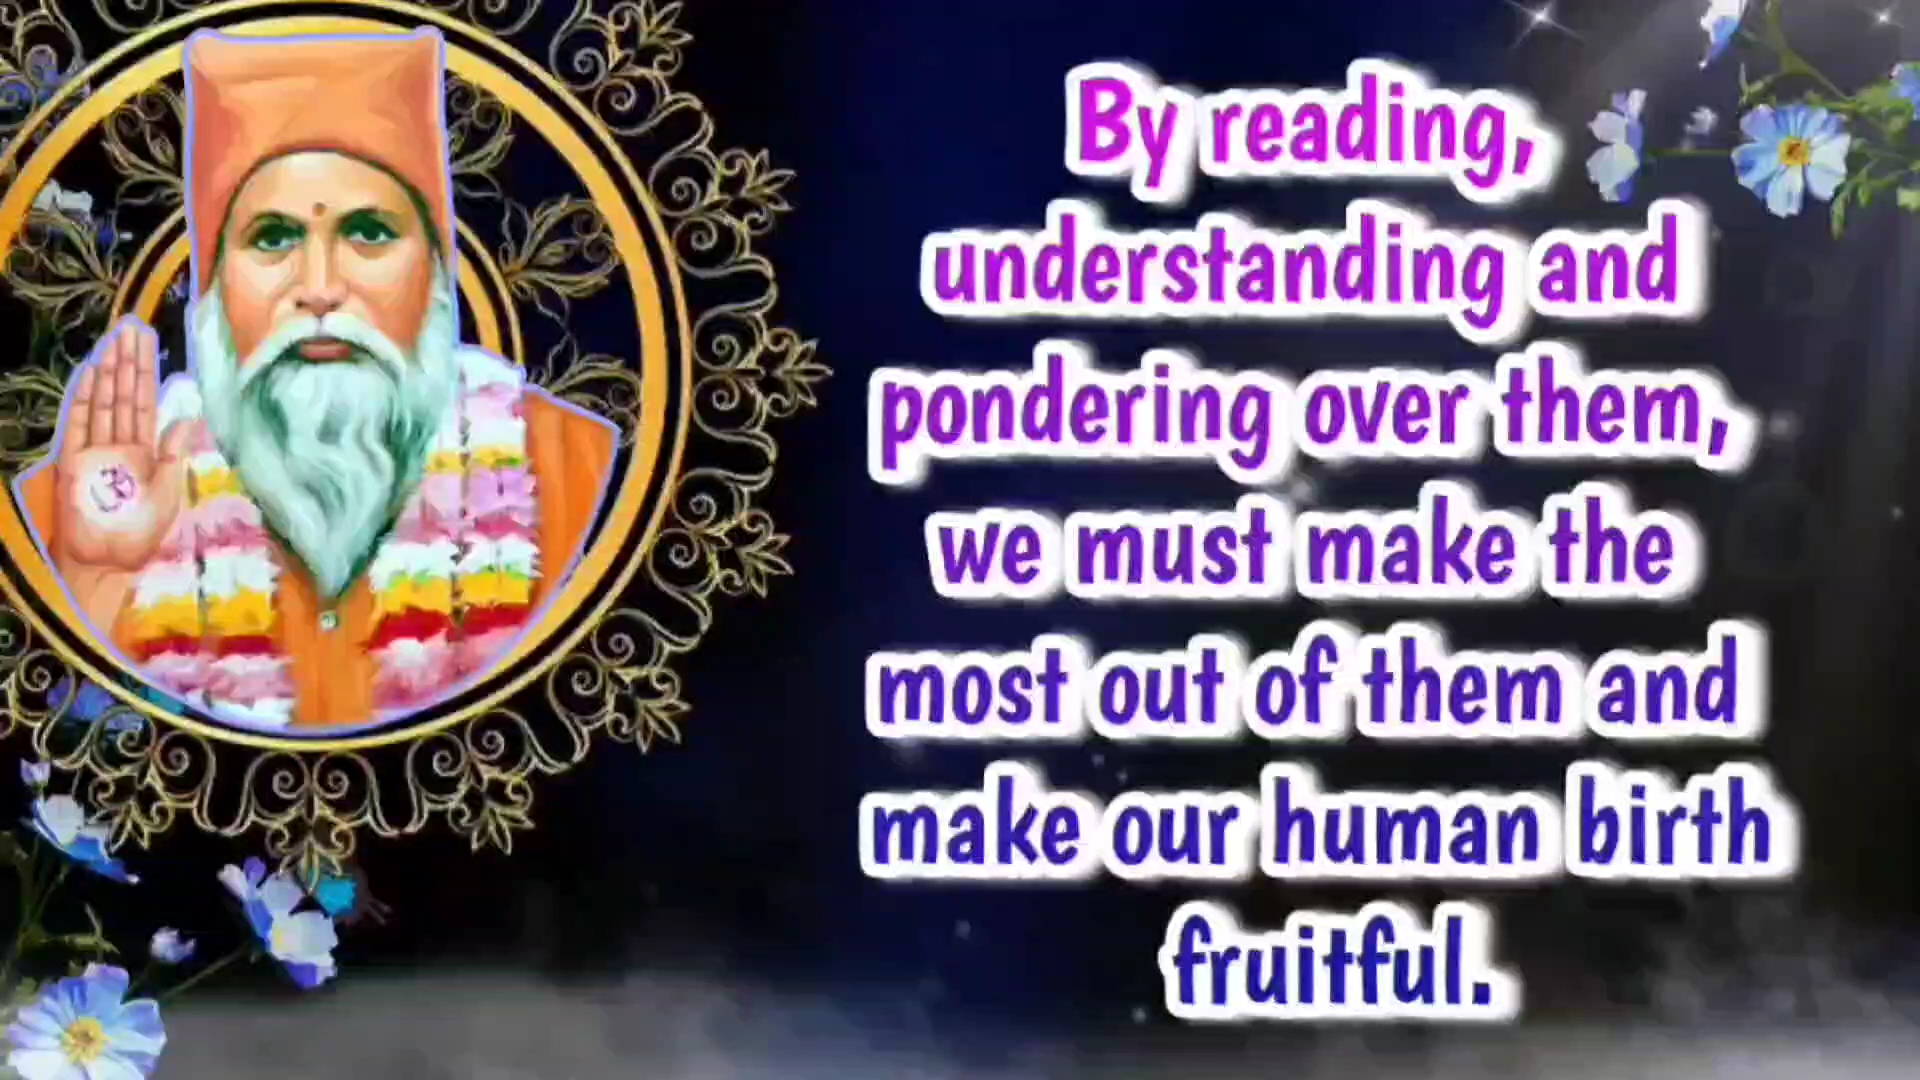 By reading,
understanding and
pondering over them,
we must make the
most out of them and
make our human birth
fruitful.